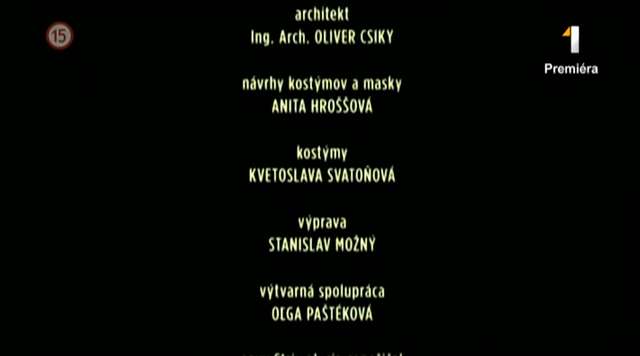 15
1
Premiéra
architekt
Ing. Arch. OLIVER CSIKY
návrhy kostýmov a masky
ANITA HROŠŠOVÁ
kostýmy
KVETOSLAVA SVATOŇOVÁ
výprava
STANISLAV MOŽNÝ
výtvarná spolupráca
OĽGA PAŠTÉKOVÁ